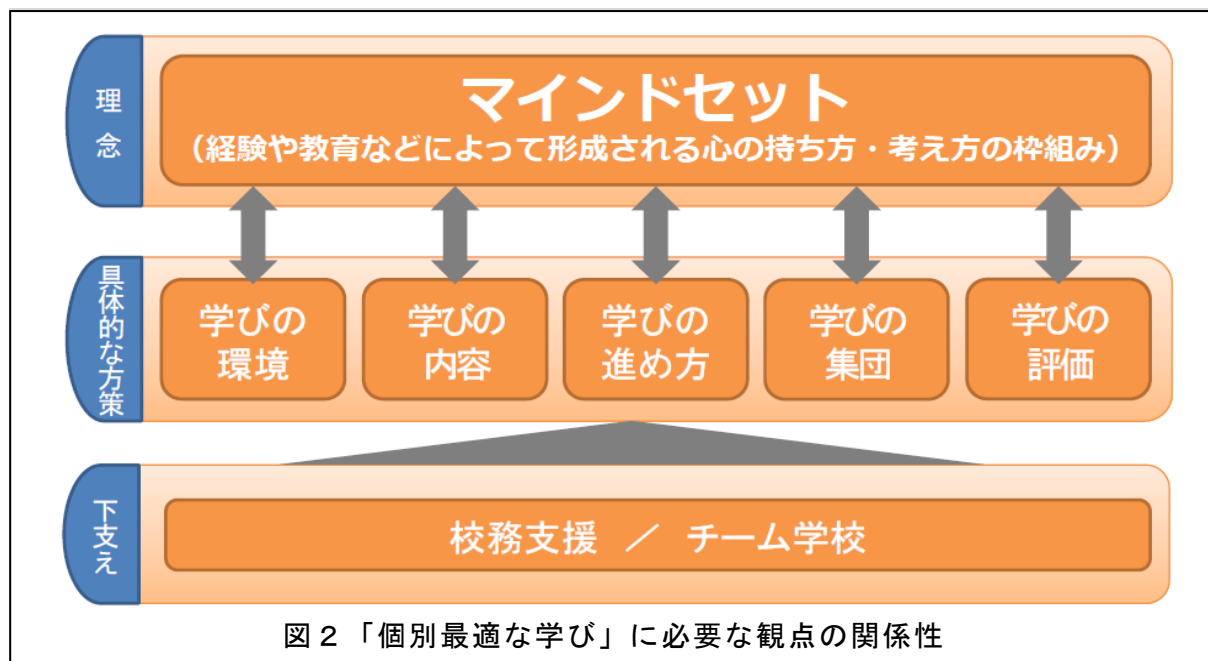 理念
マインドセット
（経験や教育などによって形成される心の持ち方・考え方の枠組み）
具体的な方策
学びの
環境
学びの
内容
学びの
進め方
学びの
集団
学びの
評価
下支え
校務支援 ／ チーム学校
図２「個別最適な学び」に必要な観点の関係性